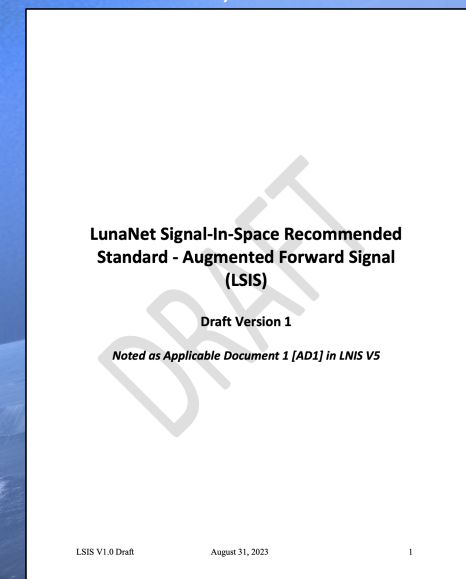 LunaNet Signal-In-Space Recommended
Standard - Augmented Forward Signal
(LSIS)
Draft Version 1
Noted as Applicable Document 1 [AD1] in LNIS V5
DRAFT
LSIS V1.0 Draft August 31, 2023 1